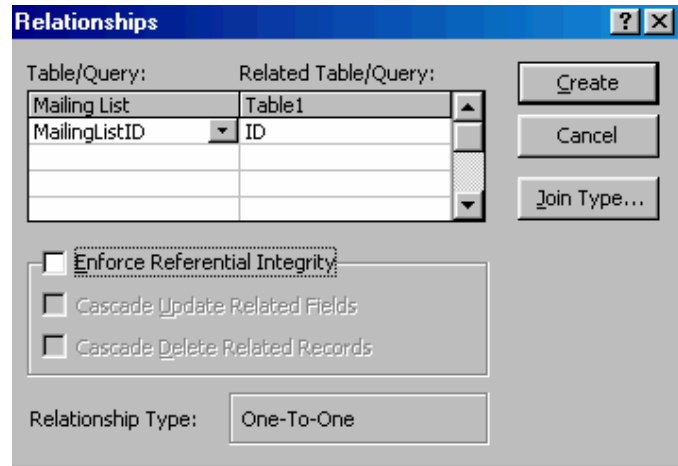 Relationships
Table/Query: Related Table/Query:
Mailing List Table1
MailingListID ID
Create
Cancel
Join Type...
Enforce Referential Integrity
Cascade Update Related Fields
Cascade Delete Related Records
Relationship Type: One-To-One